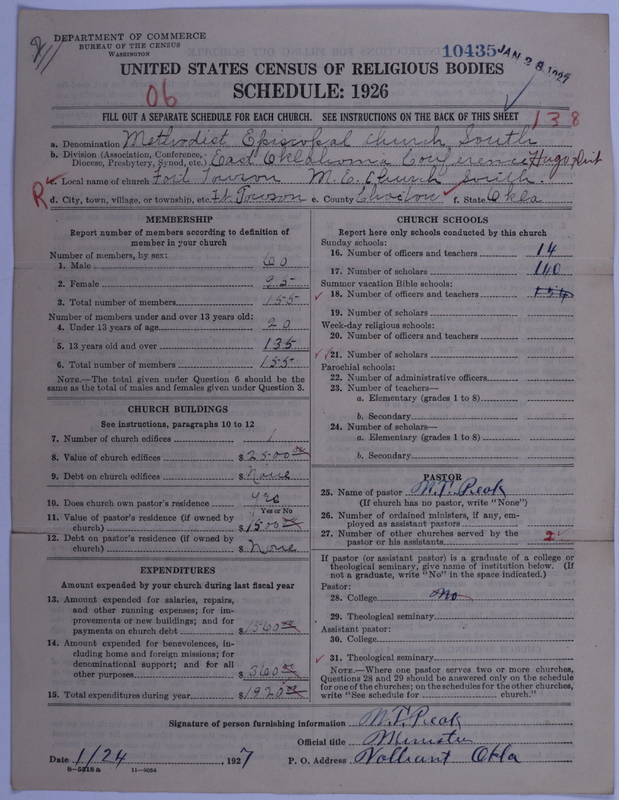 DEPARTMENT OF COMMERCE
BUREAU OF THE CENSUS
WASHINGTON
10435
JAN 28 1927
UNITED STATES CENSUS OF RELIGIOUS BODIES
SCHEDULE: 1926
06
FILL OUT A SEPARATE SCHEDULE FOR EACH CHURCH. SEE INSTRUCTIONS ON THE BACK OF THIS SHEET
138
a. Denomination Methodist Episcopal Church South
b. Division (Association, Conference, Diocese, Presbytery, Synod, etc.) East Oklahoma Conference Hugo Dist
c. Local name of church Fort Towson M. E. Church South.
R
d. City, town, village, or township, etc. Ft. Towson e. County Choctaw f. State Okla
MEMBERSHIP
Report number of members according to definition of
member in your church
Number of members, by sex:
1. Male 60
2. Female 95
3. Total number of members 155
Number of members under and over 13 years old:
4. Under 13 years of age 20
5. 13 years old and over 135
6. Total number of members 155
NOTE.—The total given under Question 6 should be the
same as the total of males and females given under Question 3.
CHURCH BUILDINGS
See instructions, paragraphs 10 to 12
7. Number of church edifices 1
8. Value of church edifices $2500.00
9. Debt on church edifices $None
10. Does church own pastor's residence yes
Yes or No
11. Value of pastor's residence (if owned by
church) $1500.00
12. Debt on pastor's residence (if owned by
church) $None
EXPENDITURES
Amount expended by your church during last fiscal year
13. Amount expended for salaries, repairs,
and other running expenses; for im-
provements or new buildings; and for
payments on church debt $1560.00
14. Amount expended for benevolences, in-
cluding home and foreign missions; for
denominational support; and for all
other purposes $360.00
15. Total expenditures during year $1920.00
CHURCH SCHOOLS
Report here only schools conducted by this church
Sunday schools:
16. Number of officers and teachers 14
17. Number of scholars 140
Summer vacation Bible schools:
18. Number of officers and teachers 154
19. Number of scholars
Week-day religious schools:
20. Number of officers and teachers
21. Number of scholars
Parochial schools:
22. Number of administrative officers
23. Number of teachers—
a. Elementary (grades 1 to 8)
b. Secondary
24. Number of scholars—
a. Elementary (grades 1 to 8)
b. Secondary
PASTOR
25. Name of pastor W. T. Peak
(If church has no pastor, write "None")
26. Number of ordained ministers, if any, em-
ployed as assistant pastors
27. Number of other churches served by the
pastor or his assistants 2
If pastor (or assistant pastor) is a graduate of a college or
theological seminary, give name of institution below. (If
not a graduate, write "No" in the space indicated.)
Pastor:
28. College No
29. Theological seminary
Assistant pastor:
30. College
31. Theological seminary
NOTE.—Where one pastor serves two or more churches,
Questions 28 and 29 should be answered only on the schedule
for one of the churches; on the schedules for the other churches,
write "See schedule for church."
Signature of person furnishing information W. T. Peak
Official title Minister
Date 1/24, 1927 P. O. Address Valliant Okla
8-5318 a 11-9054